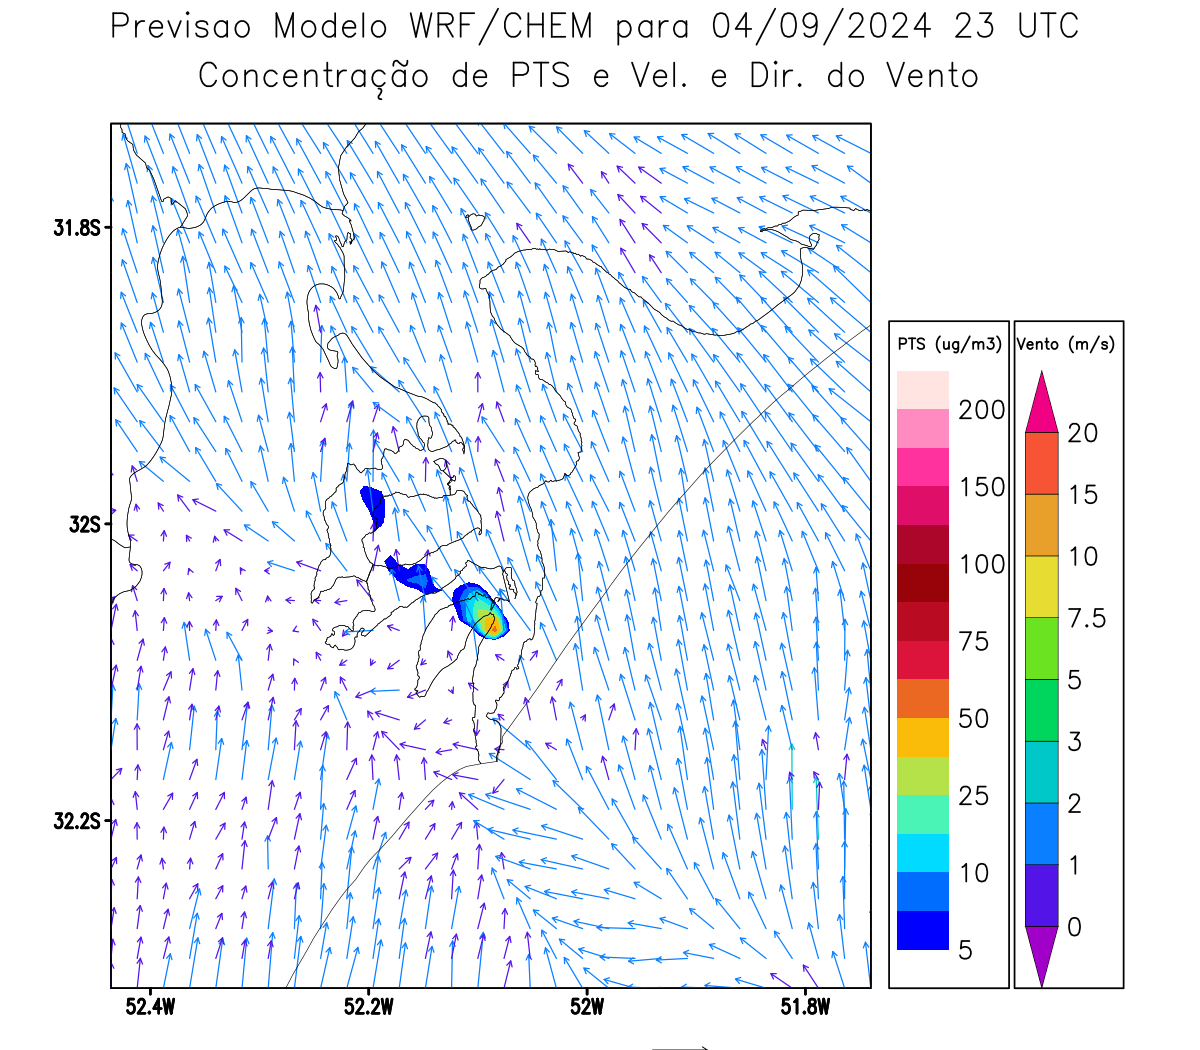 Previsao Modelo WRF/CHEM para 04/09/2024 23 UTC
Concentração de PTS e Vel. e Dir. do Vento
31.8S
32S
32.2S
52.4W 52.2W 52W 51.8W
PTS (ug/m3)
200
150
100
75
50
25
10
5
Vento (m/s)
20
15
10
7.5
5
3
2
1
0